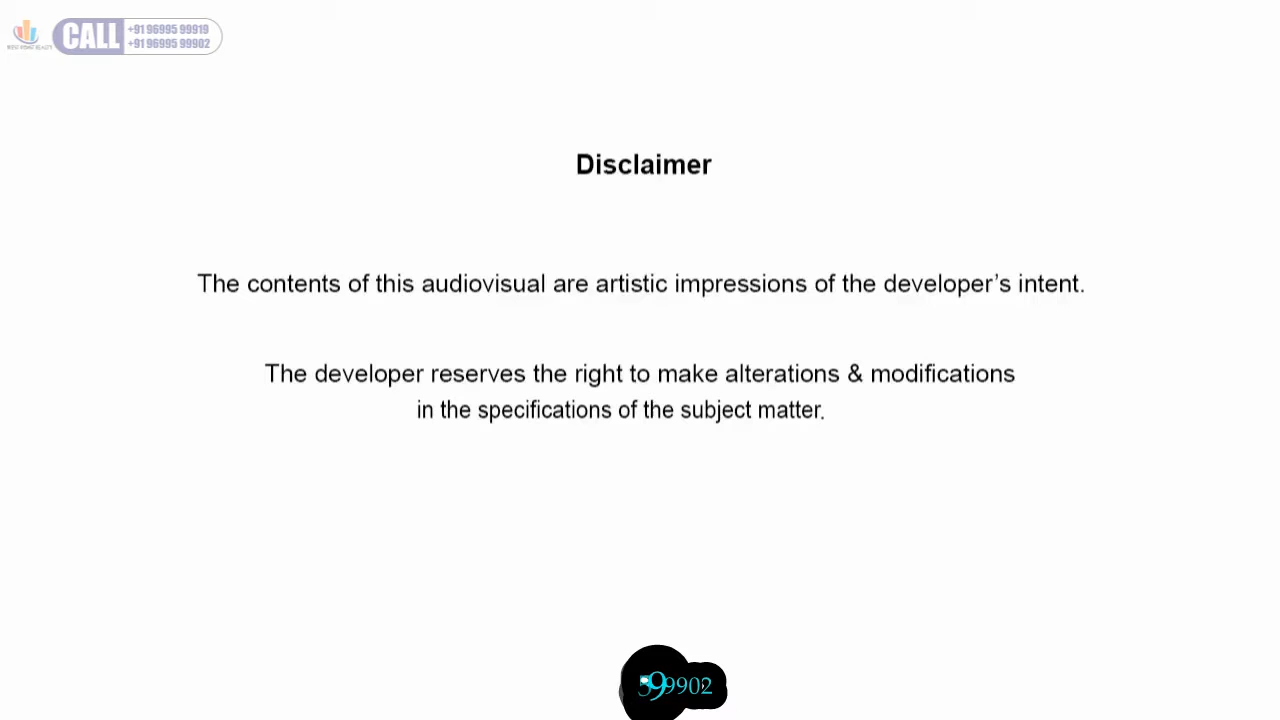 CALL
+91 96995 99919
+91 96995 99902
Disclaimer
The contents of this audiovisual are artistic impressions of the developer's intent.
The developer reserves the right to make alterations & modifications
in the specifications of the subject matter.
99902